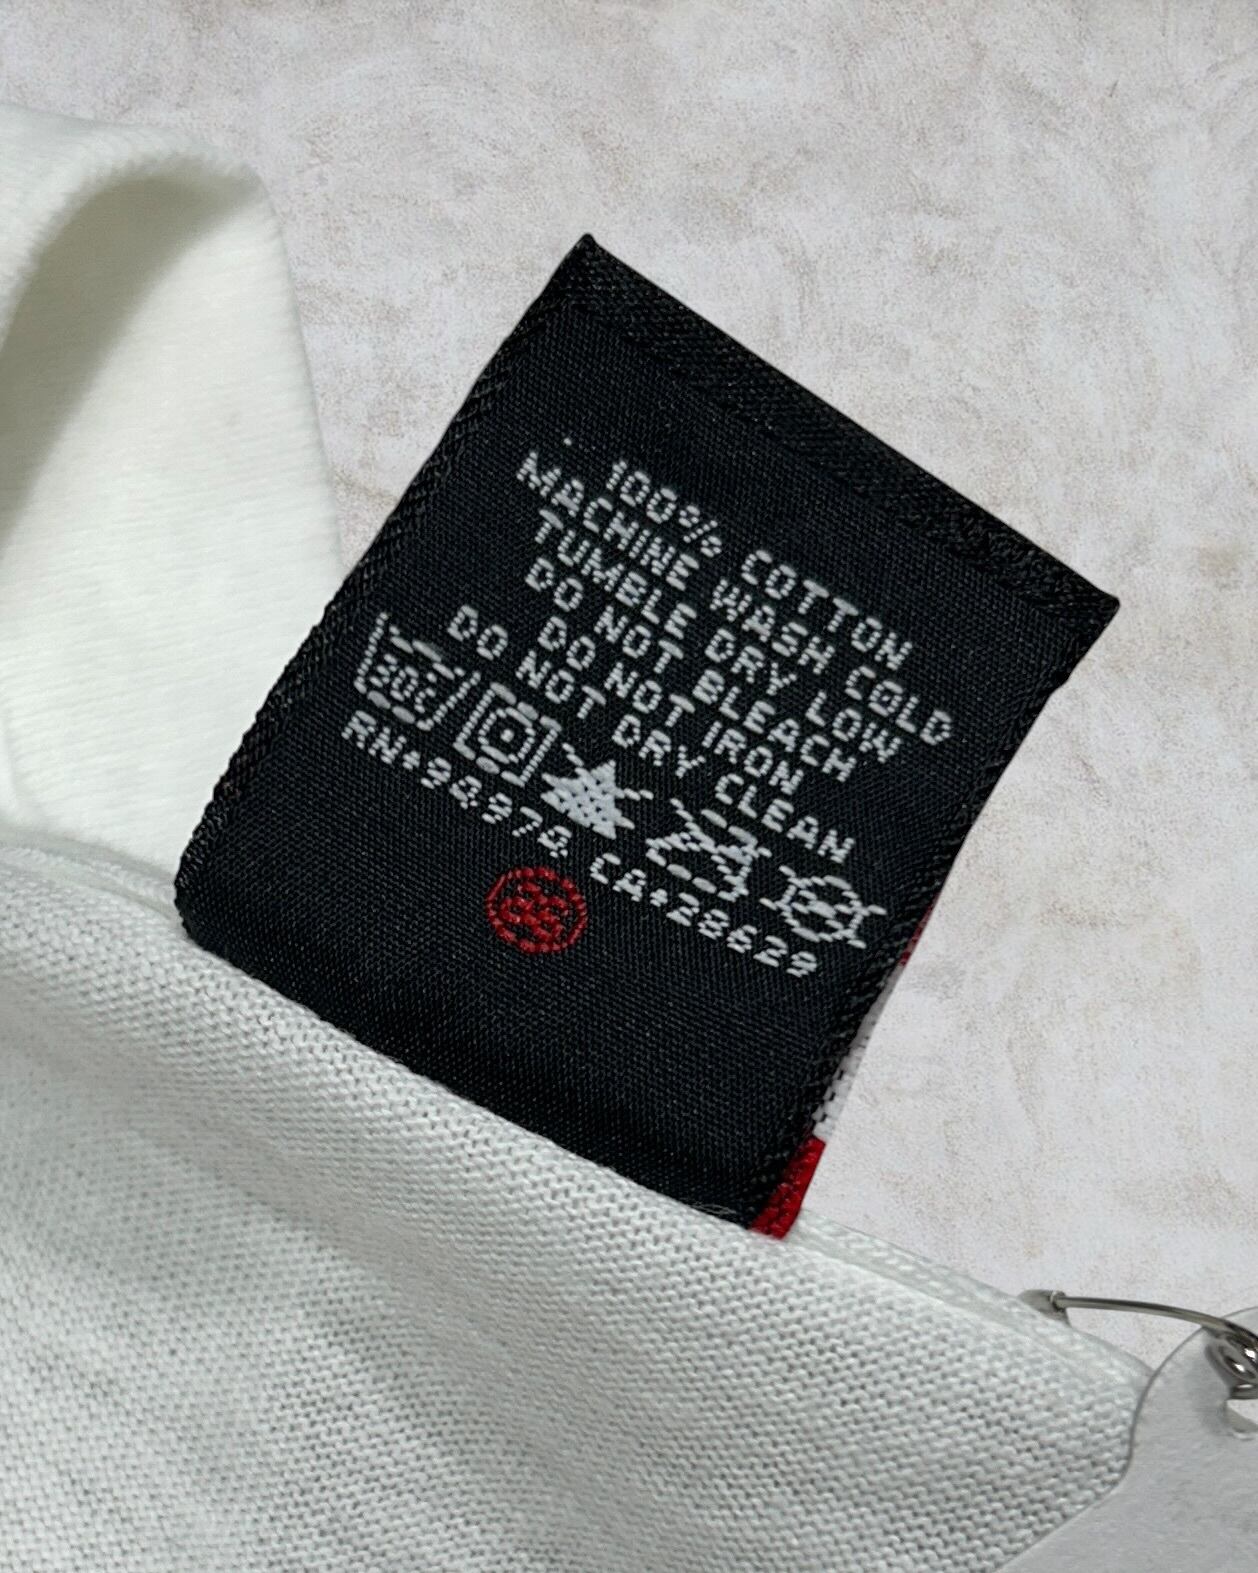 100% COTTON
MACHINE WASH COLD
TUMBLE DRY LOW
DO NOT BLEACH
DO NOT IRON
DO NOT DRY CLEAN
30c
RN•94974 CA•28629